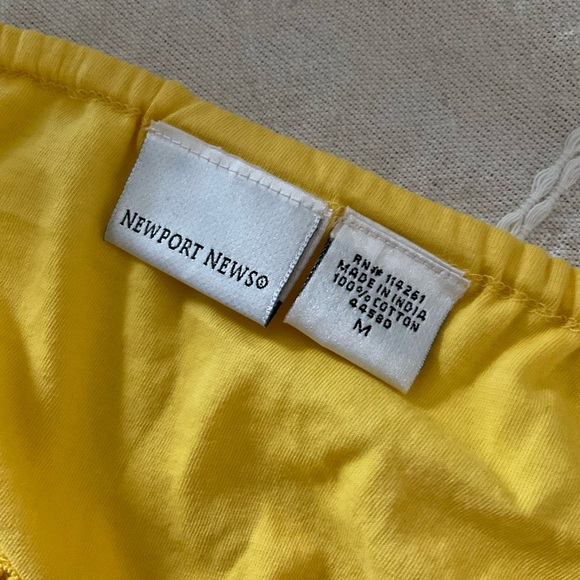 NEWPORT NEWS®
RN# 114261
MADE IN INDIA
100% COTTON
44580
M